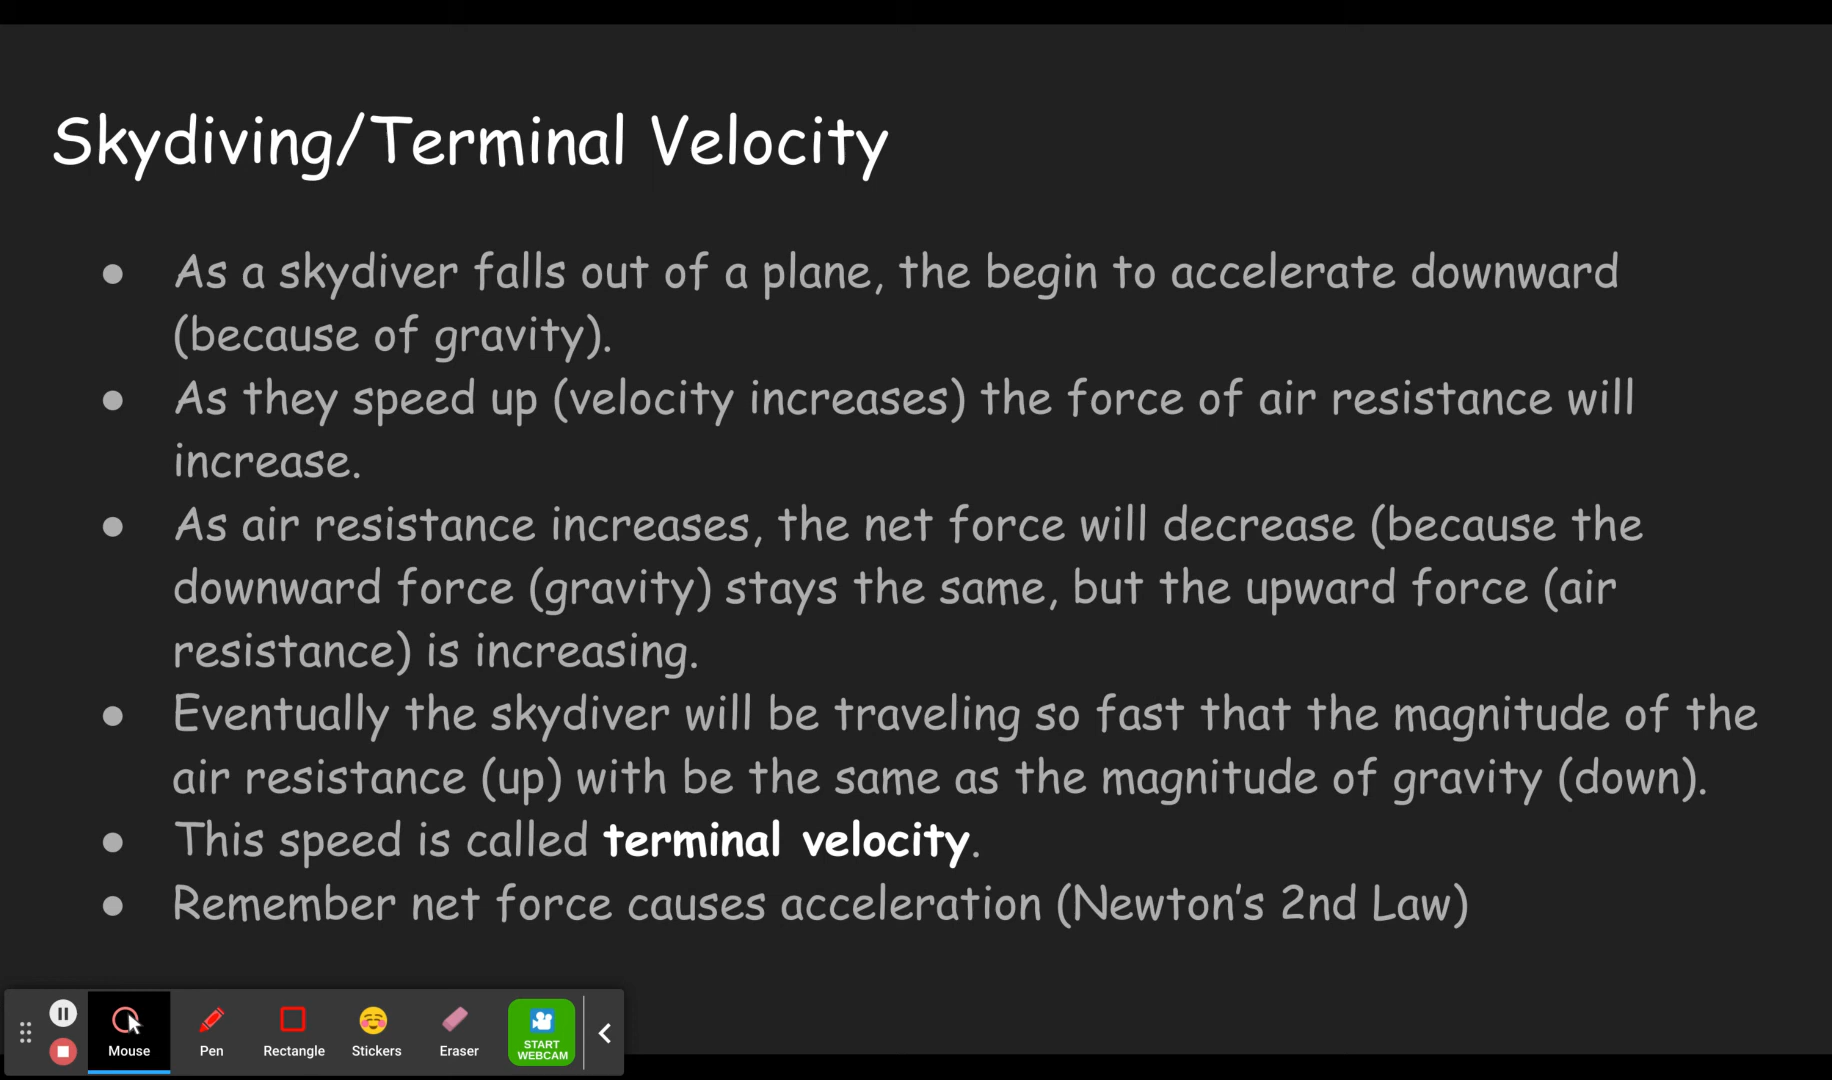 Skydiving/Terminal Velocity
● As a skydiver falls out of a plane, the begin to accelerate downward
(because of gravity).
● As they speed up (velocity increases) the force of air resistance will
increase.
● As air resistance increases, the net force will decrease (because the
downward force (gravity) stays the same, but the upward force (air
resistance) is increasing.
● Eventually the skydiver will be traveling so fast that the magnitude of the
air resistance (up) with be the same as the magnitude of gravity (down).
● This speed is called terminal velocity.
● Remember net force causes acceleration (Newton's 2nd Law)
Mouse Pen Rectangle Stickers Eraser START
WEBCAM